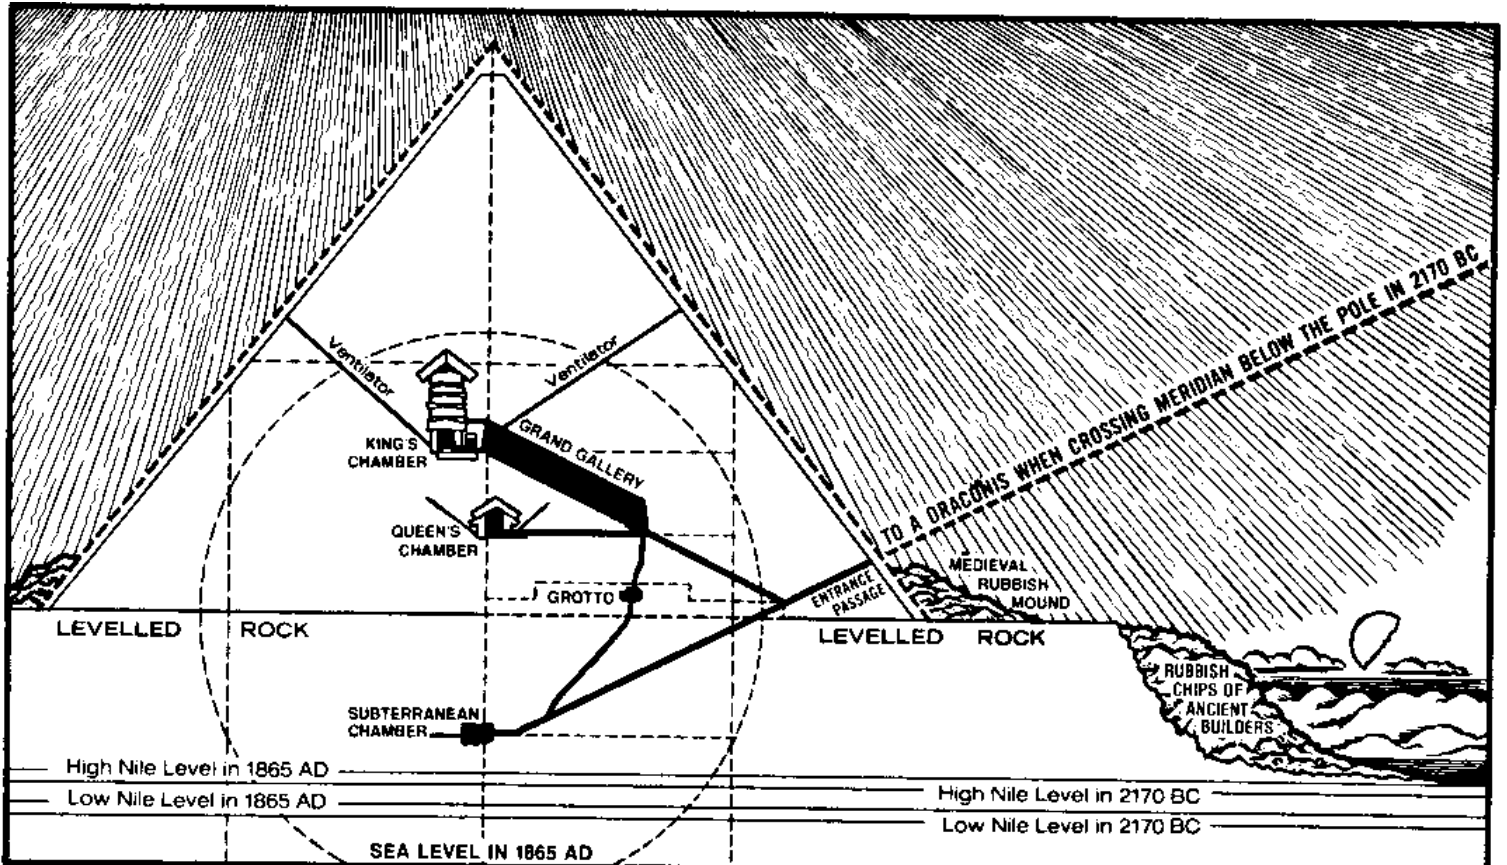 TO A DRACONIS WHEN CROSSING MERIDIAN BELOW THE POLE IN 2170 BC
Ventilator
Ventilator
KING'S
CHAMBER
GRAND GALLERY
QUEEN'S
CHAMBER
GROTTO
ENTRANCE
PASSAGE
MEDIEVAL
RUBBISH
MOUND
LEVELLED ROCK
LEVELLED ROCK
RUBBISH
CHIPS OF
ANCIENT
BUILDERS
SUBTERRANEAN
CHAMBER
High Nile Level in 1865 AD
Low Nile Level in 1865 AD
High Nile Level in 2170 BC
Low Nile Level in 2170 BC
SEA LEVEL IN 1865 AD